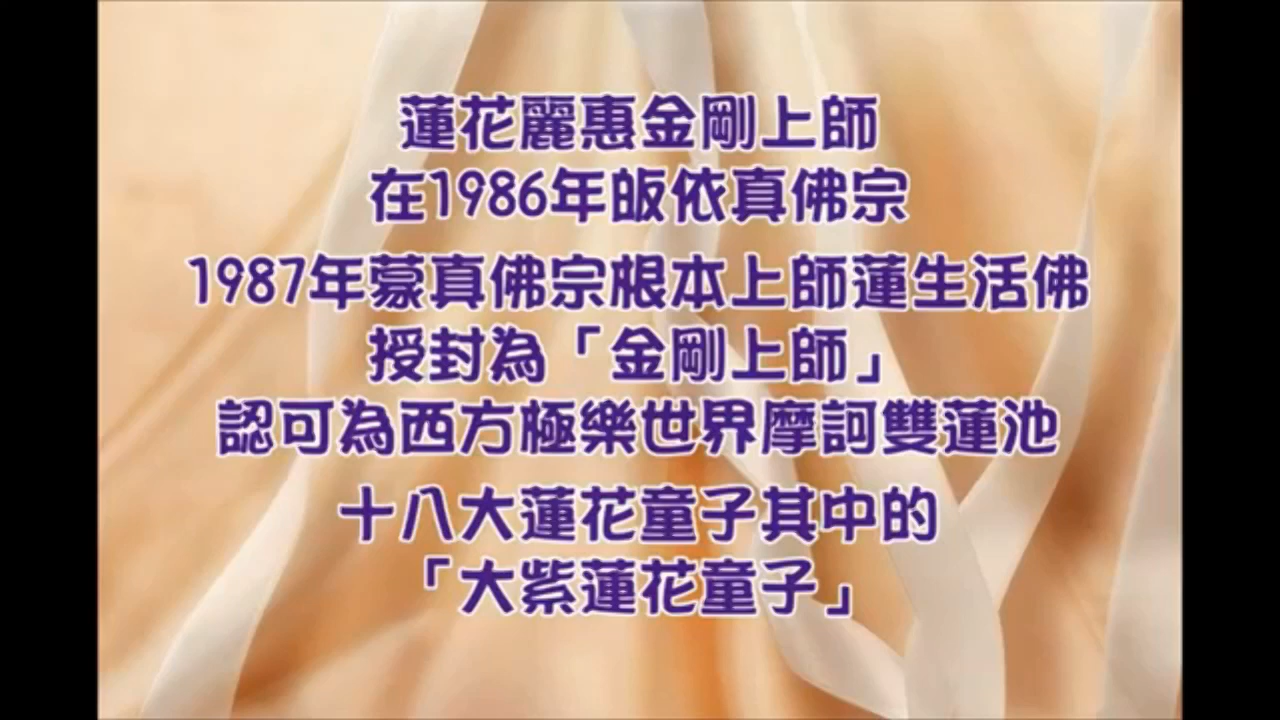 蓮花麗惠金剛上師
在1986年皈依真佛宗
1987年蒙真佛宗根本上師蓮生活佛
授封為「金剛上師」
認可為西方極樂世界摩訶雙蓮池
十八大蓮花童子其中的
「大紫蓮花童子」